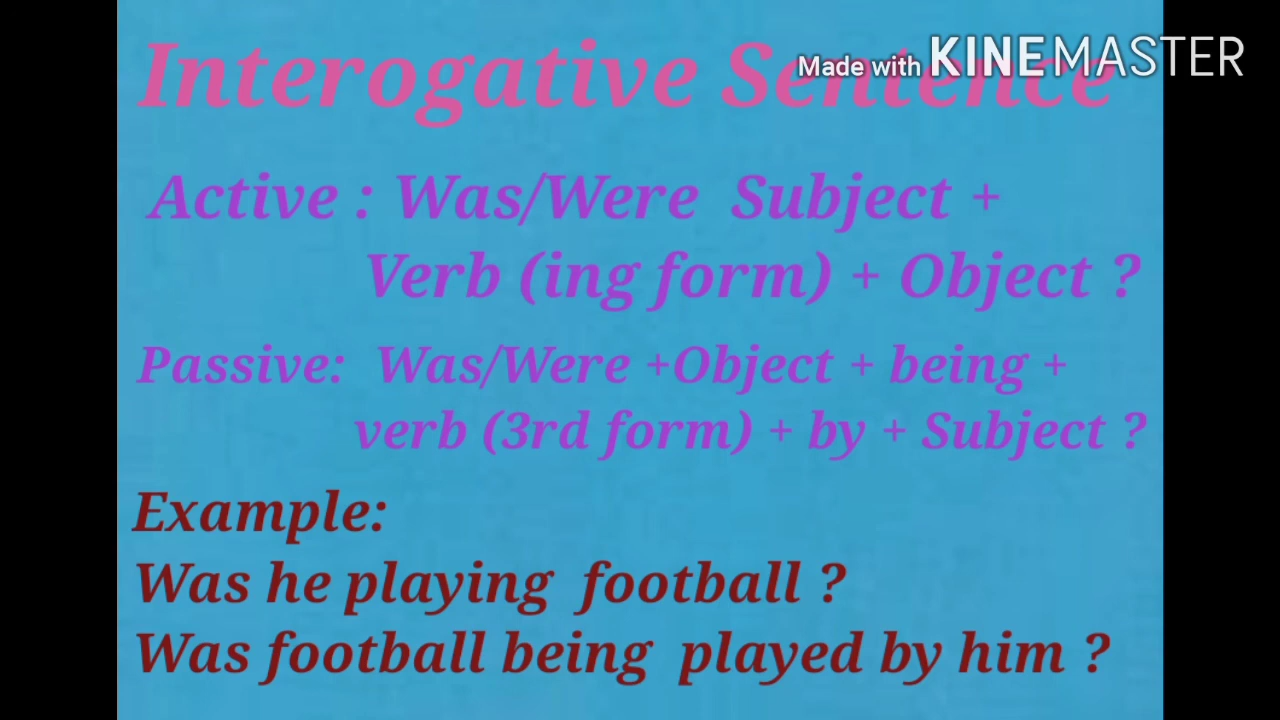 Interogative Sentence
Made with KINEMASTER
Active : Was/Were Subject +
Verb (ing form) + Object ?
Passive: Was/Were +Object + being +
verb (3rd form) + by + Subject ?
Example:
Was he playing football ?
Was football being played by him ?